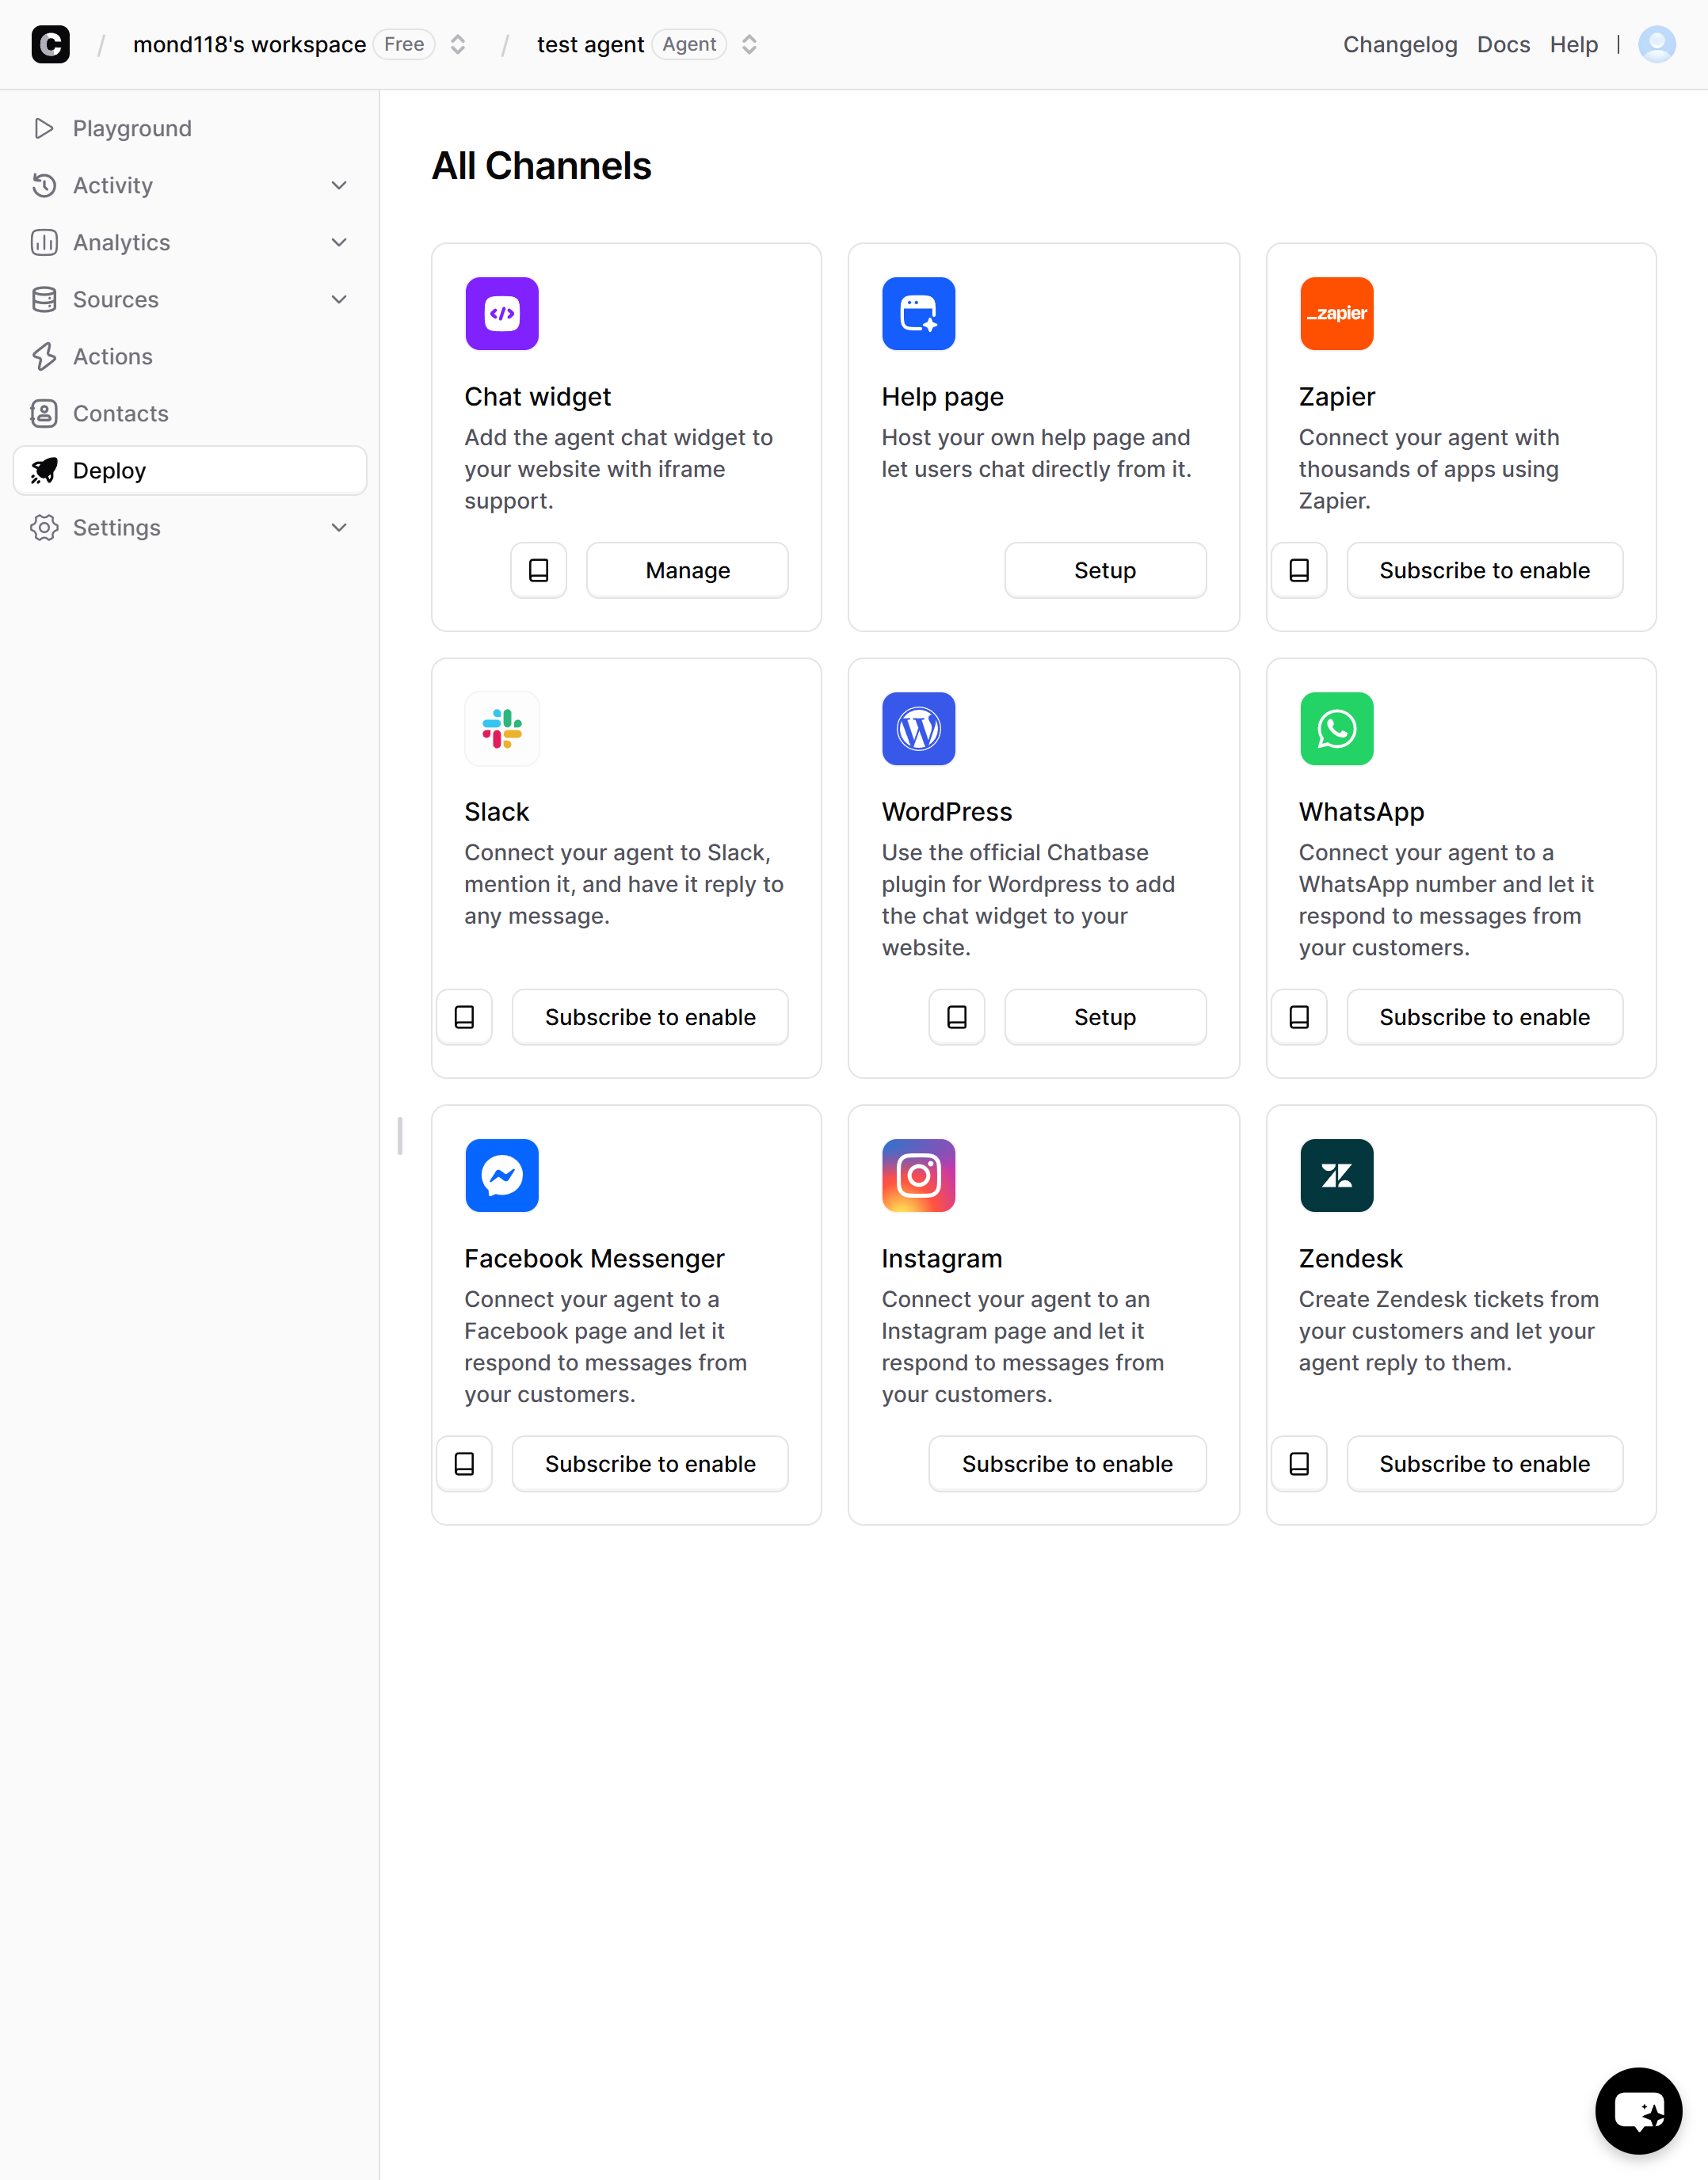 C / mond118's workspace Free / test agent Agent
Changelog Docs Help |
Playground
Activity
Analytics
Sources
Actions
Contacts
Deploy
Settings
All Channels
Chat widget
Add the agent chat widget to
your website with iframe
support.
Manage
Help page
Host your own help page and
let users chat directly from it.
Setup
_zapier
Zapier
Connect your agent with
thousands of apps using
Zapier.
Subscribe to enable
Slack
Connect your agent to Slack,
mention it, and have it reply to
any message.
Subscribe to enable
WordPress
Use the official Chatbase
plugin for Wordpress to add
the chat widget to your
website.
Setup
WhatsApp
Connect your agent to a
WhatsApp number and let it
respond to messages from
your customers.
Subscribe to enable
Facebook Messenger
Connect your agent to a
Facebook page and let it
respond to messages from
your customers.
Subscribe to enable
Instagram
Connect your agent to an
Instagram page and let it
respond to messages from
your customers.
Subscribe to enable
Zendesk
Create Zendesk tickets from
your customers and let your
agent reply to them.
Subscribe to enable